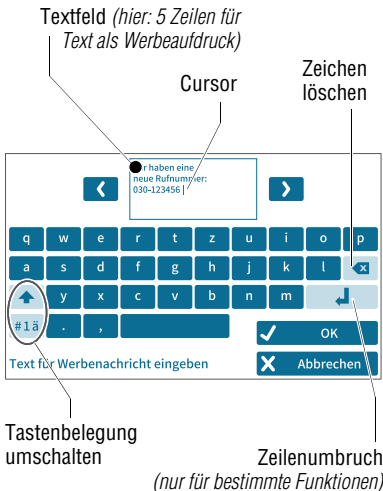 Textfeld (hier: 5 Zeilen für
Text als Werbeaufdruck)
Cursor
Zeichen
löschen
r haben eine
neue Rufnummer:
030-123456
q w e r t z u i o p
a s d f g h j k l
y x c v b n m
#1ä . ,
OK
Text für Werbenachricht eingeben
Abbrechen
Tastenbelegung
umschalten
Zeilenumbruch
(nur für bestimmte Funktionen)